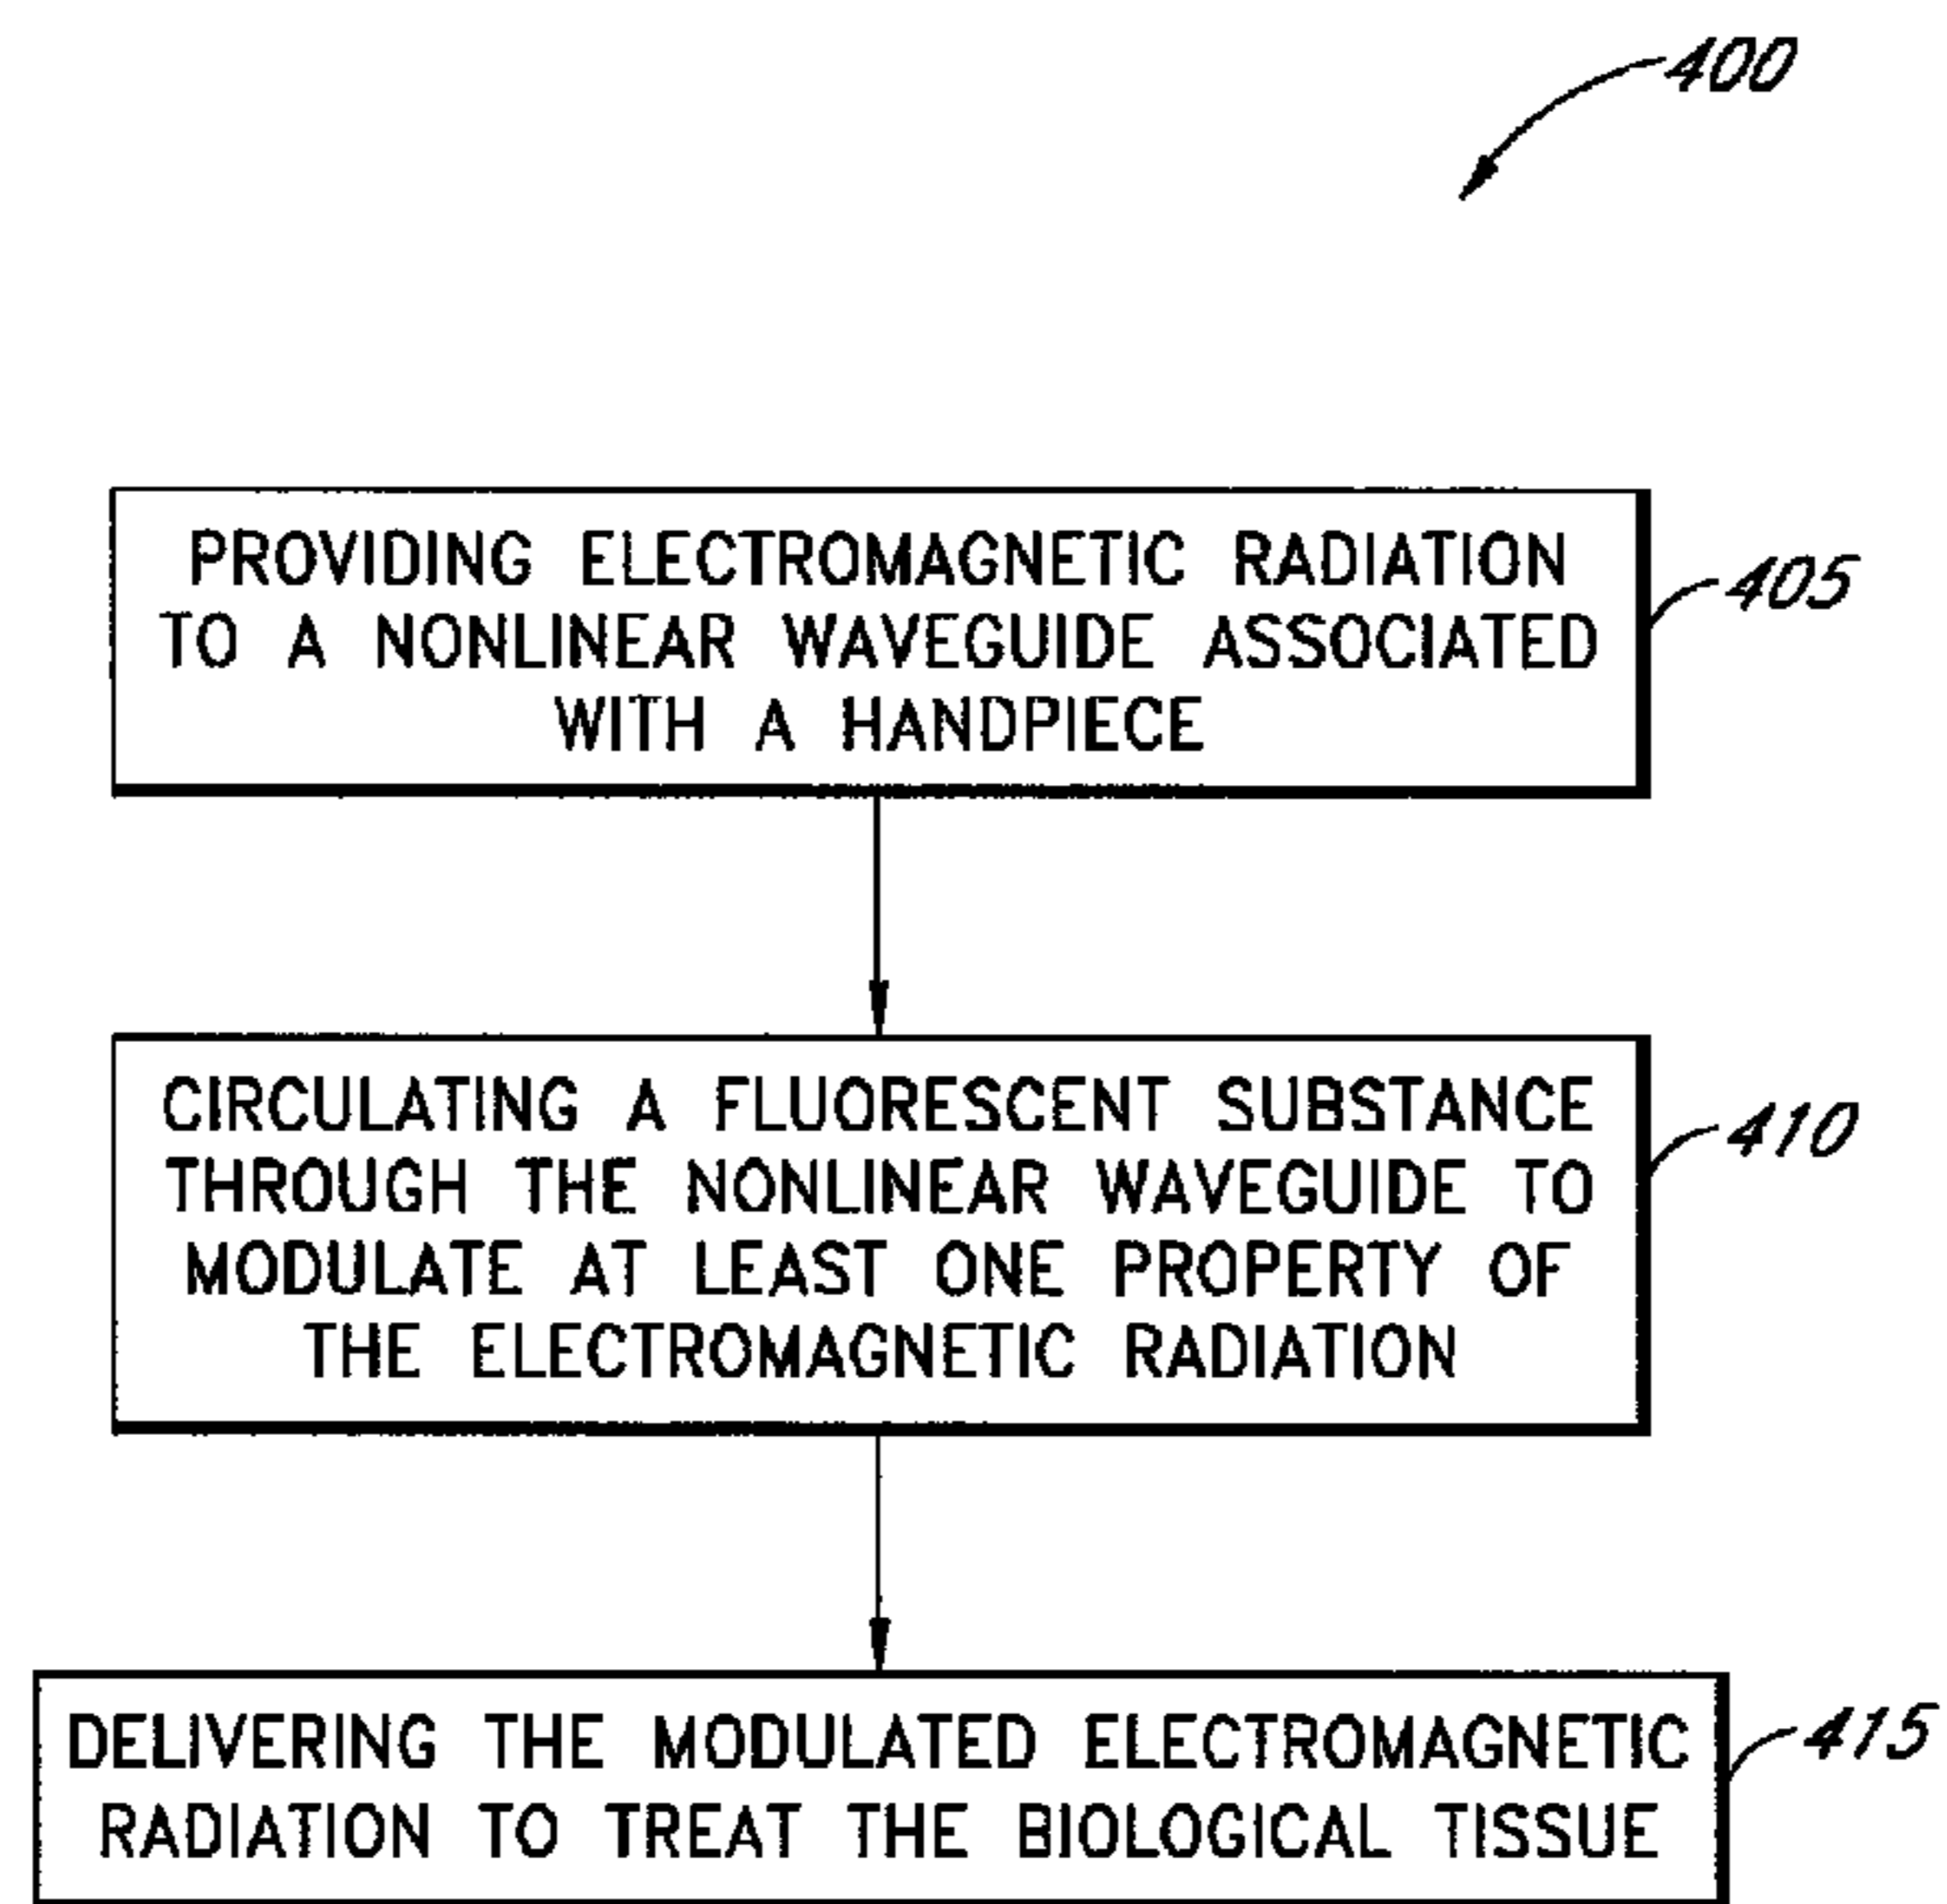 400
PROVIDING ELECTROMAGNETIC RADIATION
TO A NONLINEAR WAVEGUIDE ASSOCIATED
WITH A HANDPIECE
405
CIRCULATING A FLUORESCENT SUBSTANCE
THROUGH THE NONLINEAR WAVEGUIDE TO
MODULATE AT LEAST ONE PROPERTY OF
THE ELECTROMAGNETIC RADIATION
410
DELIVERING THE MODULATED ELECTROMAGNETIC
RADIATION TO TREAT THE BIOLOGICAL TISSUE
415